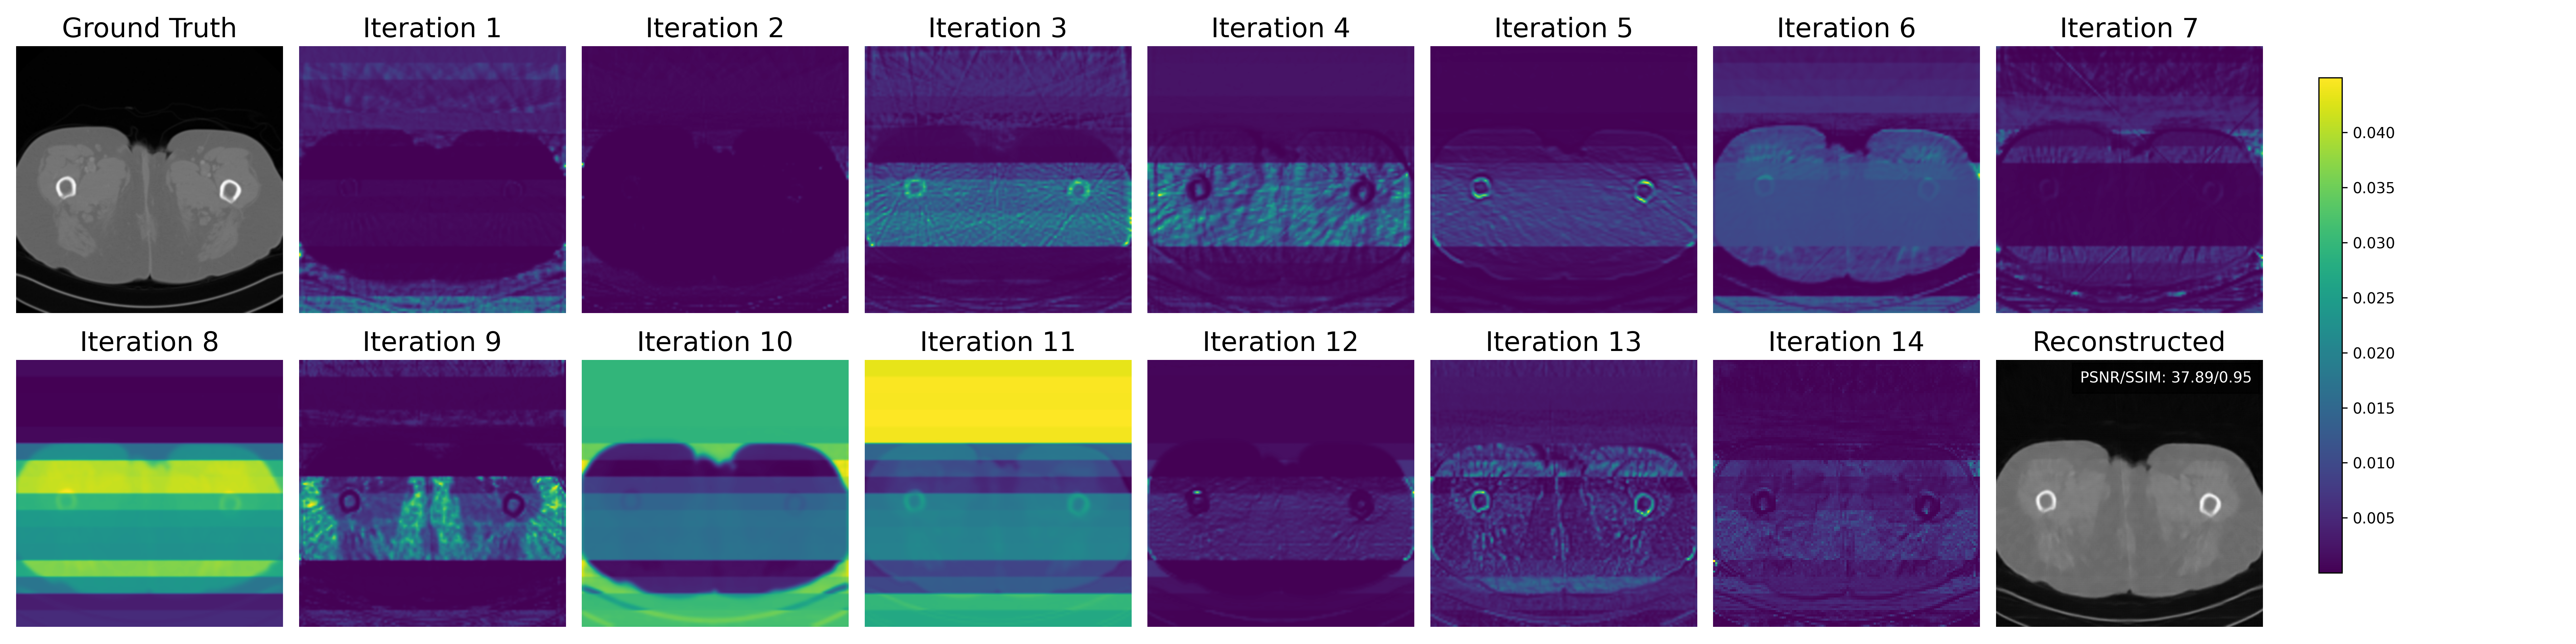 Ground Truth
Iteration 1
Iteration 2
Iteration 3
Iteration 4
Iteration 5
Iteration 6
Iteration 7
Iteration 8
Iteration 9
Iteration 10
Iteration 11
Iteration 12
Iteration 13
Iteration 14
Reconstructed
PSNR/SSIM: 37.89/0.95
0.040
0.035
0.030
0.025
0.020
0.015
0.010
0.005